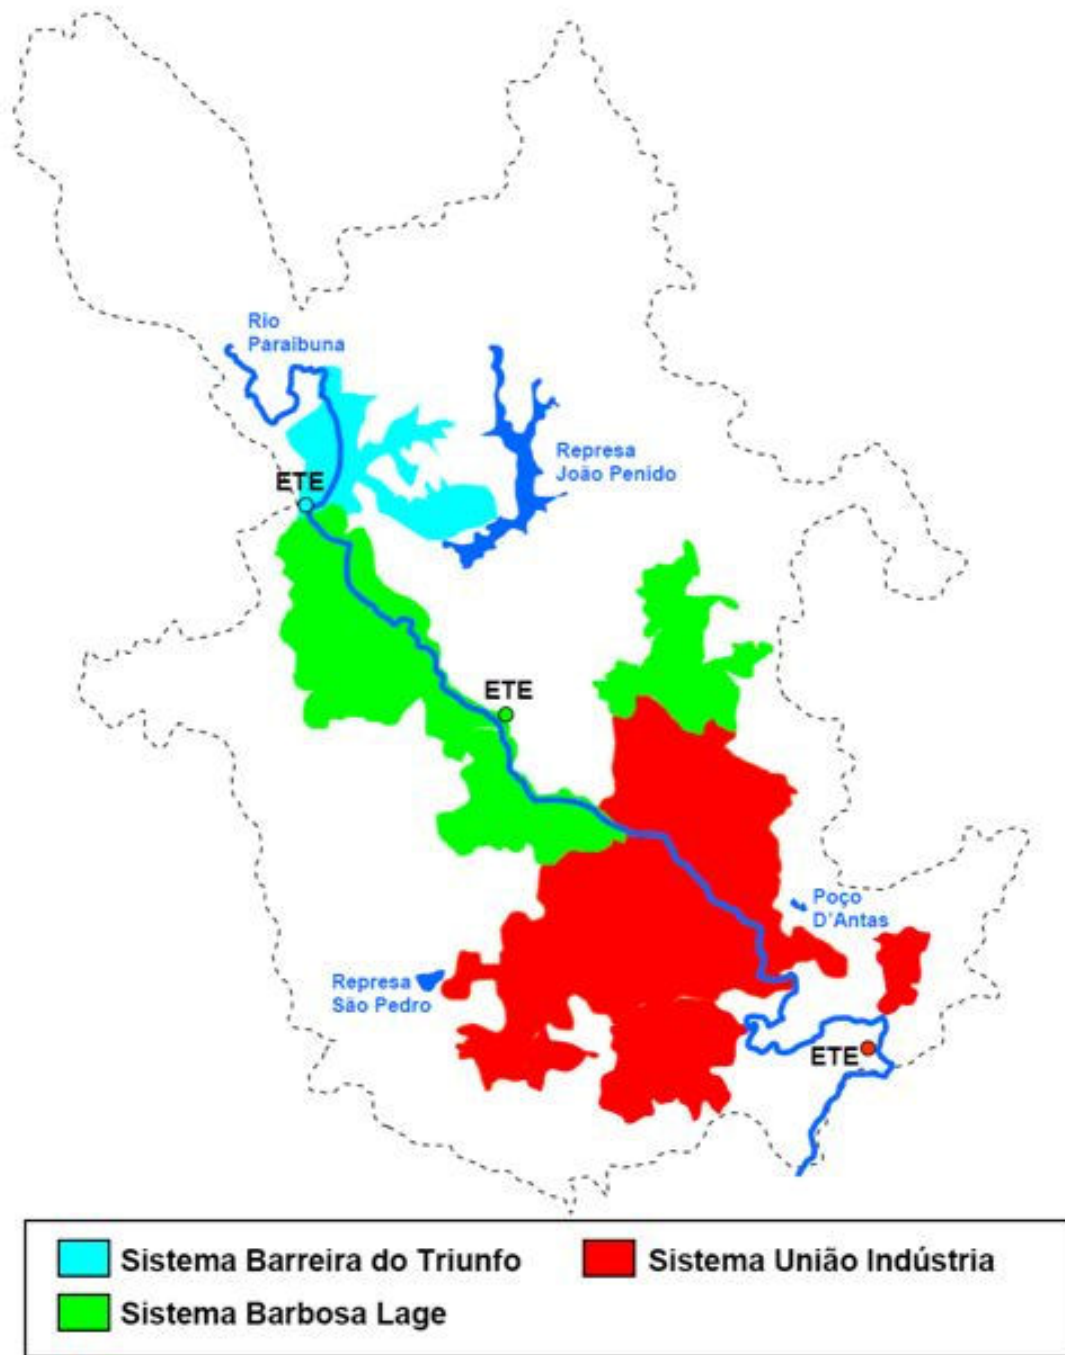 Rio
Paraibuna
Represa
João Penido
ETE
ETE
Poço
D'Antas
Represa
São Pedro
ETE
Sistema Barreira do Triunfo
Sistema União Indústria
Sistema Barbosa Lage